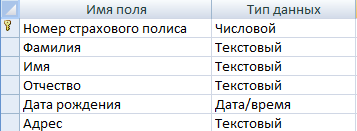 Имя поля Тип данных
Номер страхового полиса Числовой
Фамилия Текстовый
Имя Текстовый
Отчество Текстовый
Дата рождения Дата/время
Адрес Текстовый